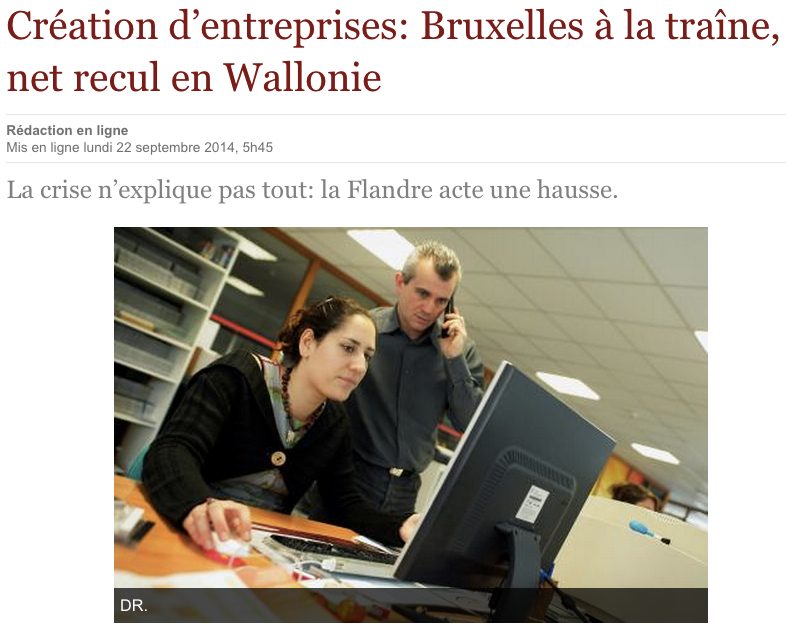 Création d’entreprises: Bruxelles à la traîne,
net recul en Wallonie
Rédaction en ligne
Mis en ligne lundi 22 septembre 2014, 5h45
La crise n’explique pas tout: la Flandre acte une hausse.
DR.